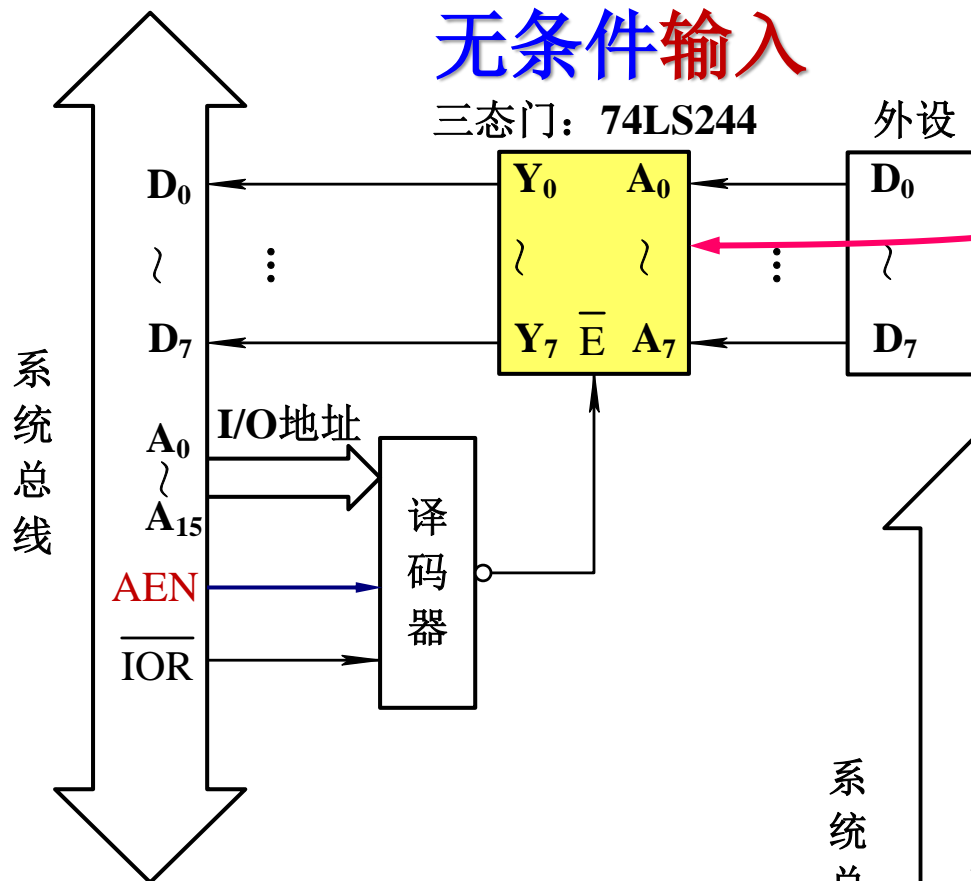 无条件输入
三态门：74LS244
外设
D₀ Y₀ A₀ D₀
～ ～ ～ ～
D₇ Y₇ E̅ A₇ D₇
系统总线
I/O地址
A₀
～
A₁₅
译码器
AEN
I̅O̅R̅
系统